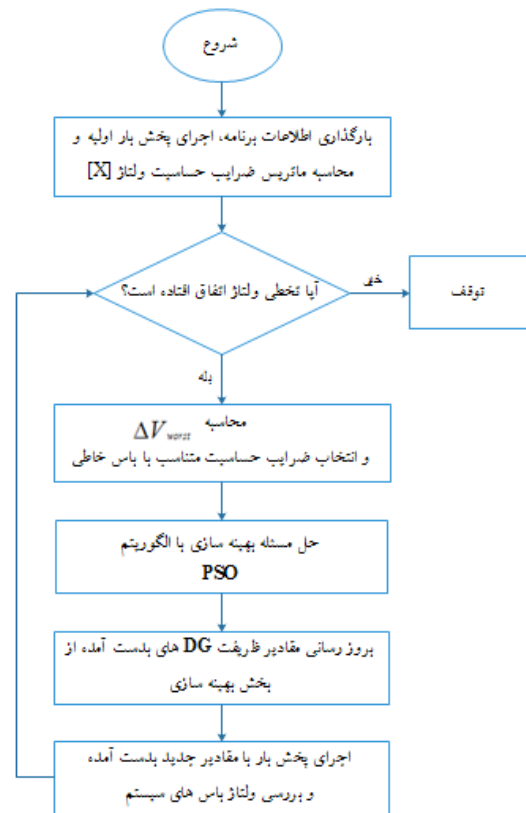 شروع
بارگذاری اطلاعات برنامه، اجرای پخش بار اولیه و
محاسبه ماتریس ضرایب حساسیت ولتاژ [X]
آیا تخطی ولتاژ اتفاق افتاده است؟
خیر
توقف
بله
محاسبه ΔV worst
و انتخاب ضرایب حساسیت متناسب با باس خاطی
حل مسئله بهینه سازی با الگوریتم
PSO
بروز رسانی مقادیر ظرفیت DG های بدست آمده از
بخش بهینه سازی
اجرای پخش بار با مقادیر جدید بدست آمده
و بررسی ولتاژ باس های سیستم